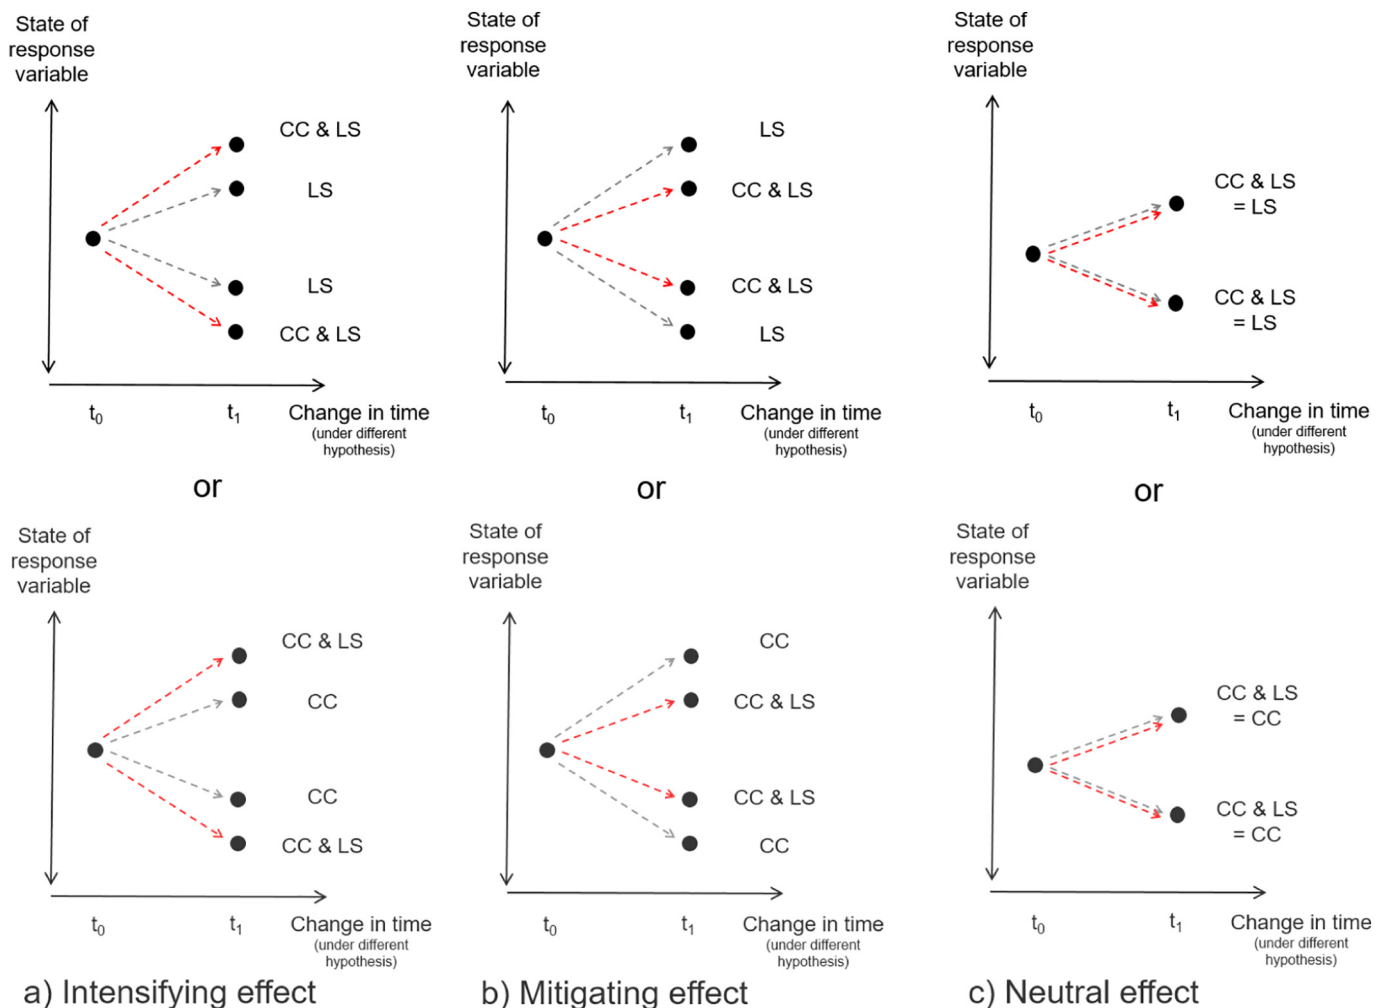 State of
response
variable
CC & LS
LS
LS
CC & LS
t0
t1
Change in time
(under different
hypothesis)
State of
response
variable
LS
CC & LS
CC & LS
LS
t0
t1
Change in time
(under different
hypothesis)
State of
response
variable
CC & LS
= LS
CC & LS
= LS
t0
t1
Change in time
(under different
hypothesis)
or
or
or
State of
response
variable
CC & LS
CC
CC
CC & LS
t0
t1
Change in time
(under different
hypothesis)
State of
response
variable
CC
CC & LS
CC & LS
CC
t0
t1
Change in time
(under different
hypothesis)
State of
response
variable
CC & LS
= CC
CC & LS
= CC
t0
t1
Change in time
(under different
hypothesis)
a) Intensifying effect
b) Mitigating effect
c) Neutral effect